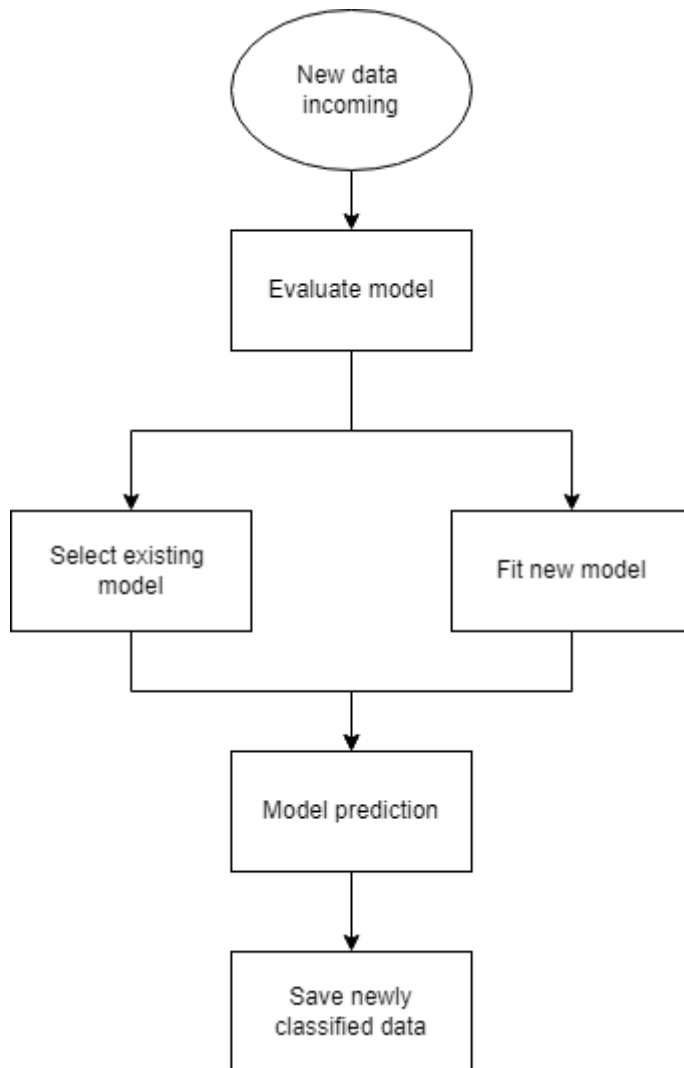 New data
incoming
Evaluate model
Select existing
model
Fit new model
Model prediction
Save newly
classified data